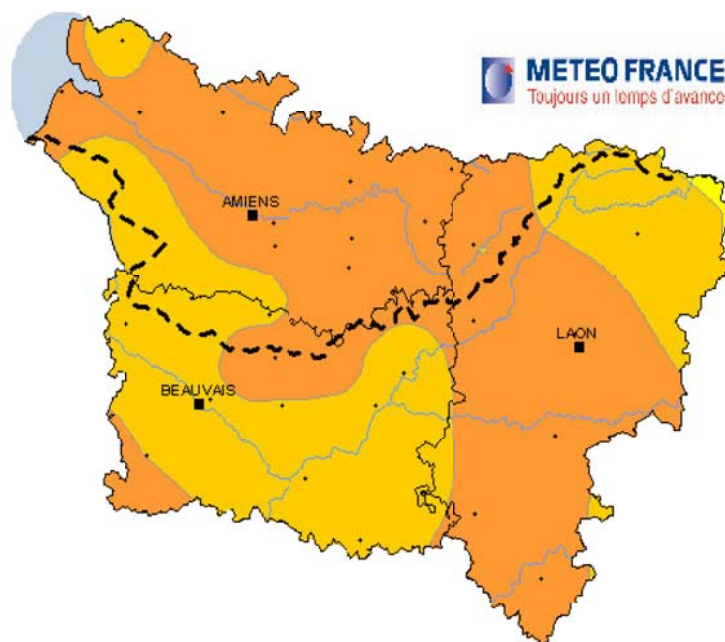 METEO FRANCE
Toujours un temps d'avance
AMIENS
LAON
BEAUVAIS